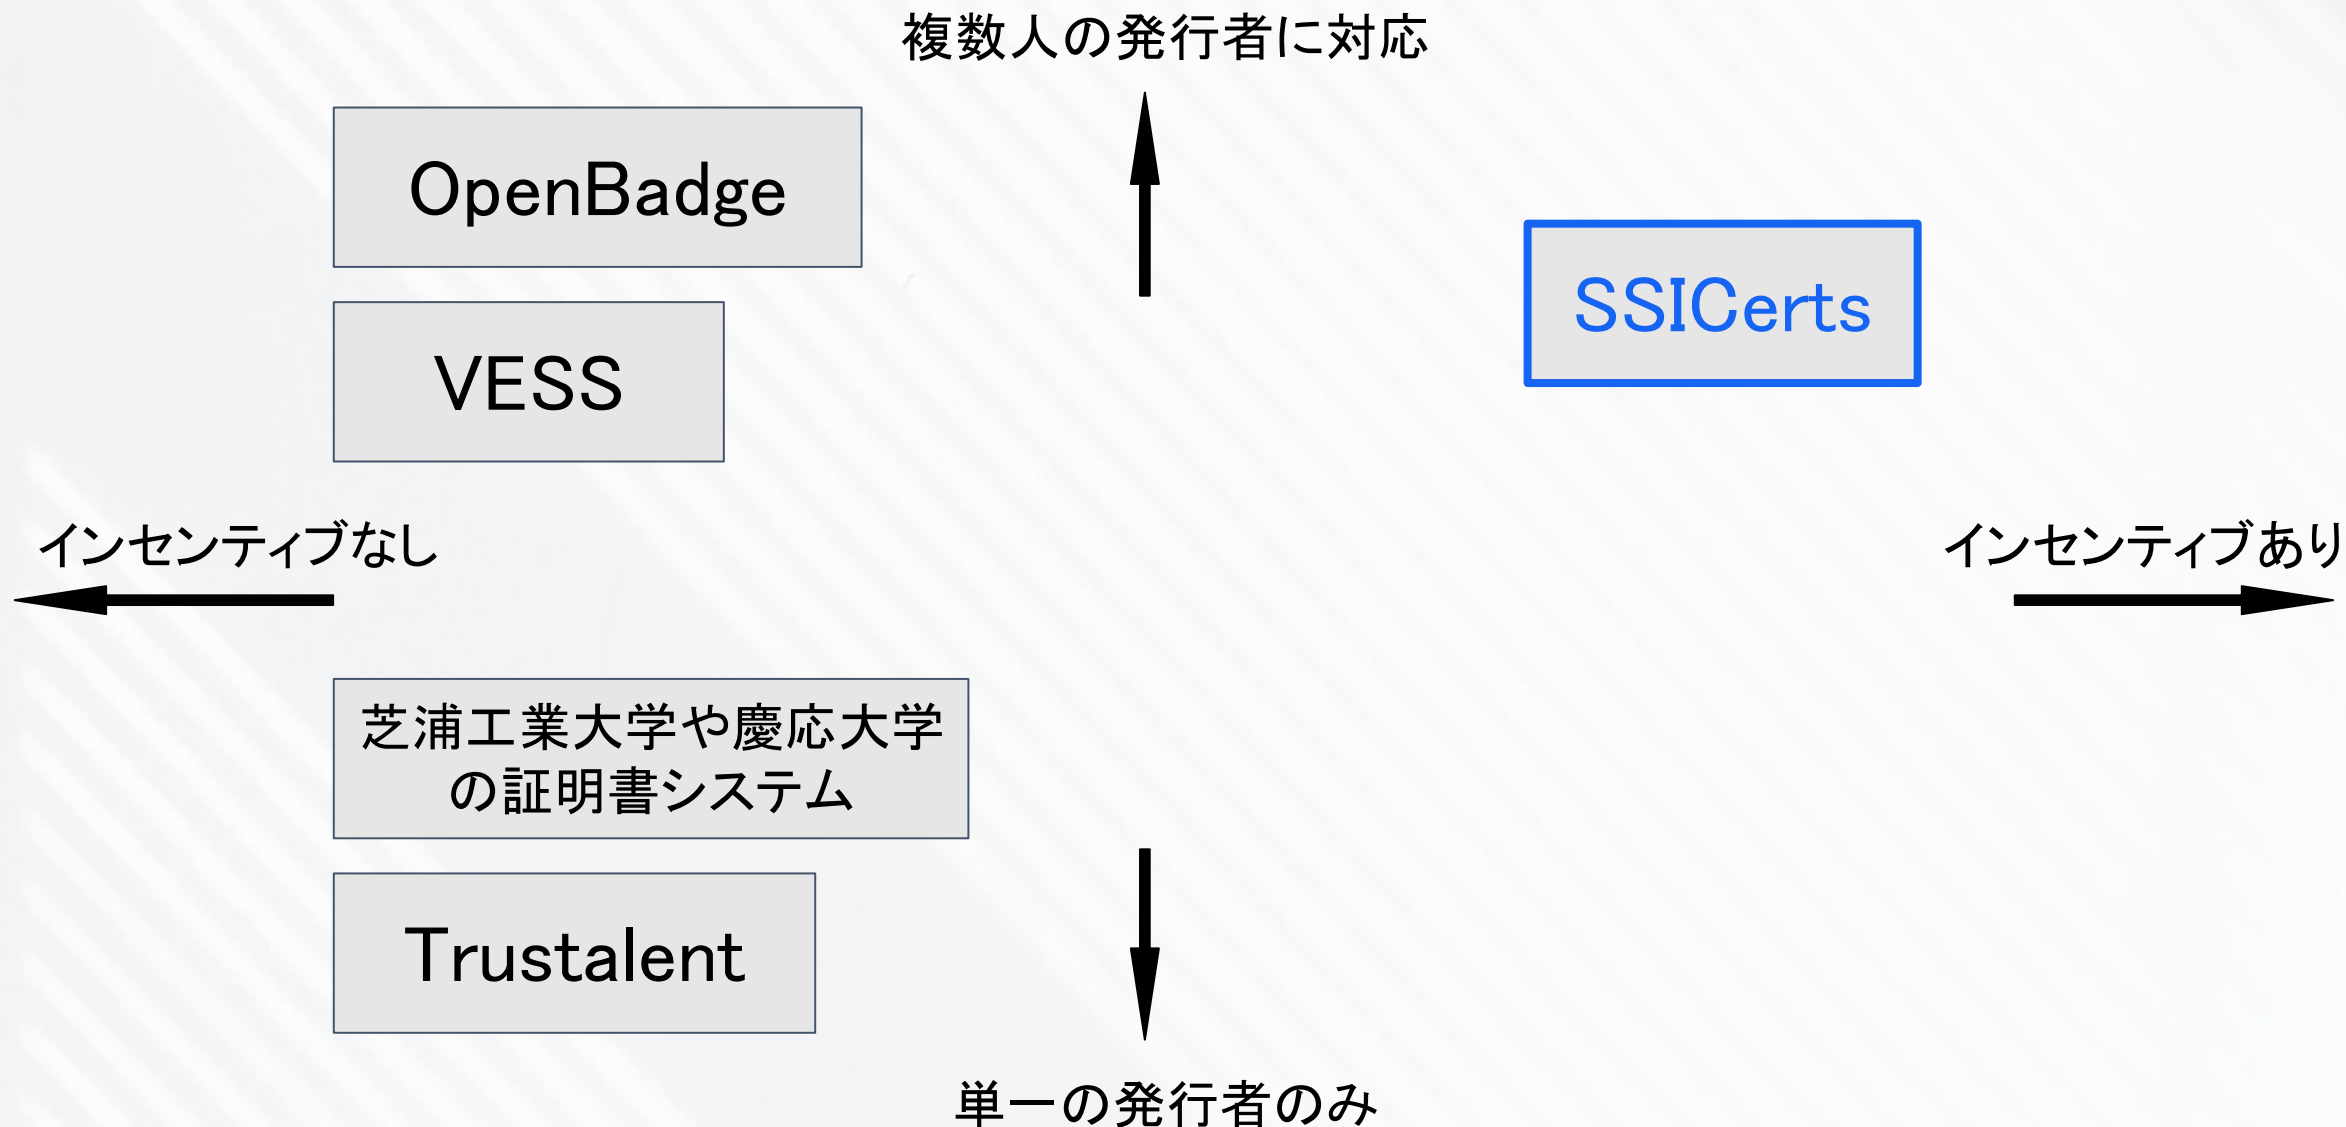 複数人の発行者に対応
OpenBadge
SSICerts
VESS
インセンティブなし
インセンティブあり
芝浦工業大学や慶応大学
の証明書システム
Trustalent
単一の発行者のみ